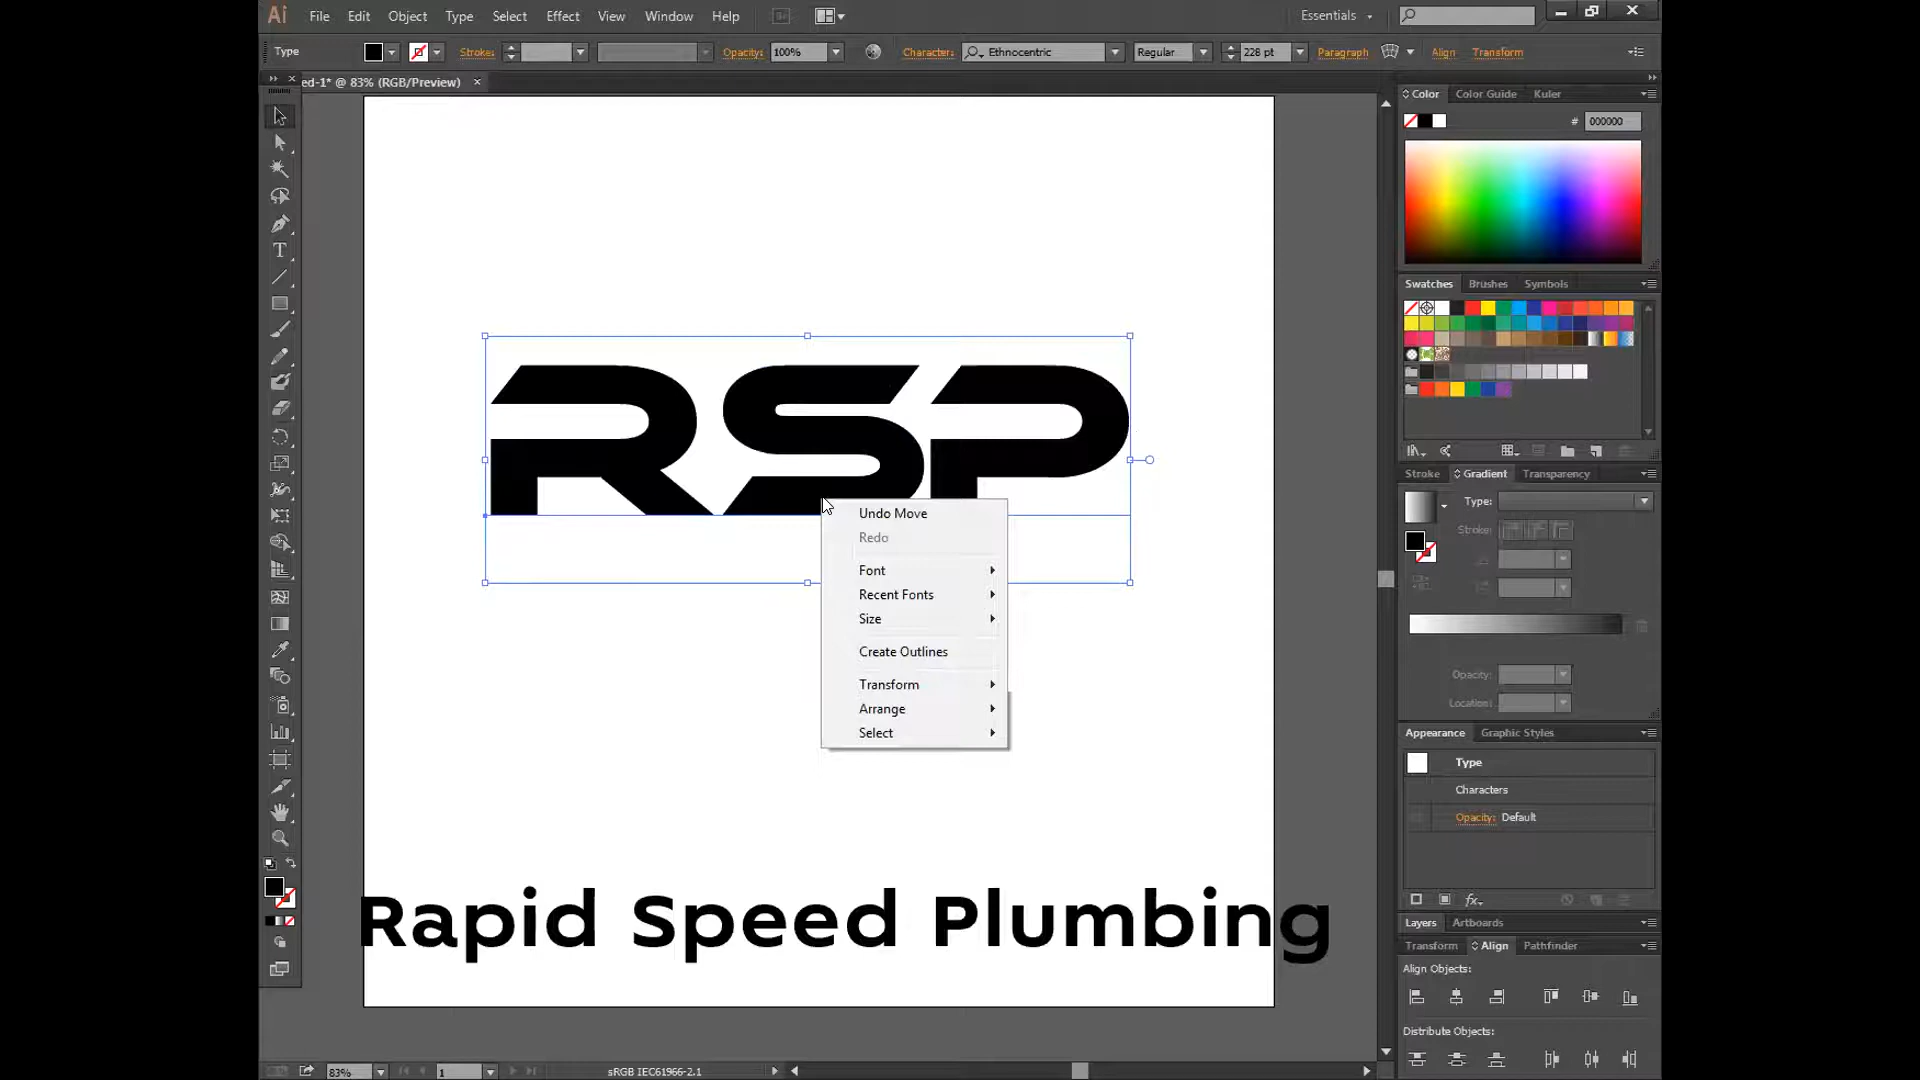 Ai File Edit Object Type Select Effect View Window Help Br Essentials
Type Stroke: Opacity: 100% Character: Ethnocentric Regular 228 pt Paragraph Align Transform
ed-1* @ 83% (RGB/Preview)
Color Color Guide Kuler
# 000000
Swatches Brushes Symbols
RSP
Stroke Gradient Transparency
Type:
Stroke:
Opacity:
Location:
Undo Move
Redo
Font
Recent Fonts
Size
Create Outlines
Transform
Arrange
Select
Appearance Graphic Styles
Type
Characters
Opacity: Default
fx
Rapid Speed Plumbing
Layers Artboards
Transform Align Pathfinder
Align Objects:
Distribute Objects:
83% 1 sRGB IEC61966-2.1